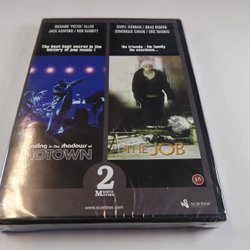 RICHARD "PISTOL" ALLEN
JACK ASHFORD / BOB BABBITT
The best kept secret in the
history of pop music!
Standing in the shadows of
MOTOWN
DARYL HANNAH / BRAD RENFRO
DOMINIQUE SWAIN / ERIC MABIUS
No friends - No family
No emotions...
THE JOB
2
Movies
15
scanbox
www.scanbox.com
scanbox